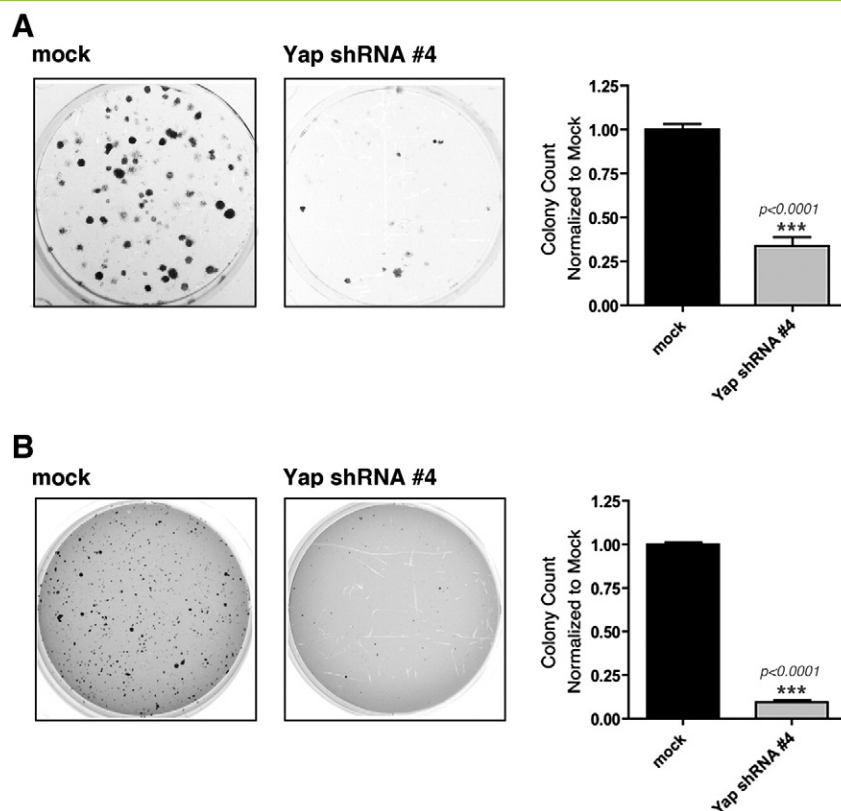 A
mock
Yap shRNA #4
Colony Count
Normalized to Mock
1.25
1.00
0.75
0.50
0.25
0.00
p<0.0001
***
mock
Yap shRNA #4
B
mock
Yap shRNA #4
Colony Count
Normalized to Mock
1.25
1.00
0.75
0.50
0.25
0.00
p<0.0001
***
mock
Yap shRNA #4